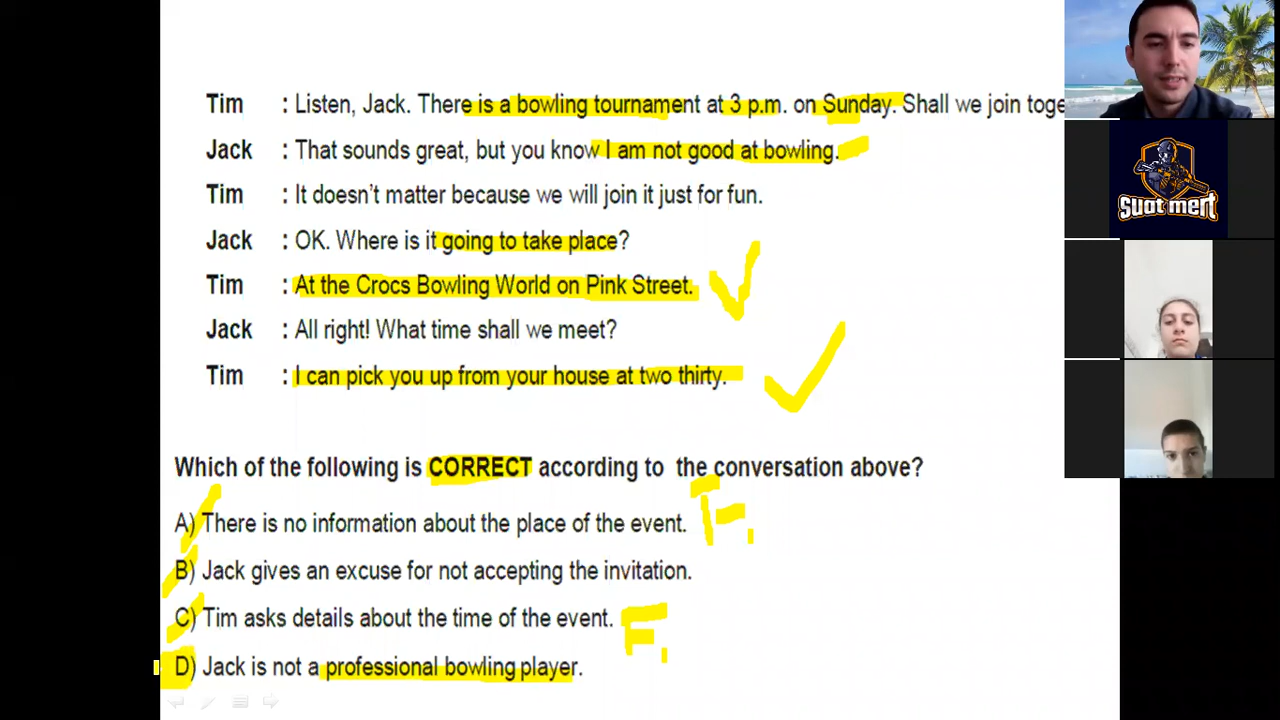 Tim : Listen, Jack. There is a bowling tournament at 3 p.m. on Sunday. Shall we join
Jack : That sounds great, but you know I am not good at bowling.
Tim : It doesn't matter because we will join it just for fun.
Jack : OK. Where is it going to take place?
Tim : At the Crocs Bowling World on Pink Street.
Jack : All right! What time shall we meet?
Tim : I can pick you up from your house at two thirty.
Which of the following is CORRECT according to the conversation above?
A) There is no information about the place of the event. F.
B) Jack gives an excuse for not accepting the invitation.
C) Tim asks details about the time of the event. F.
D) Jack is not a professional bowling player.
SUOT MERT